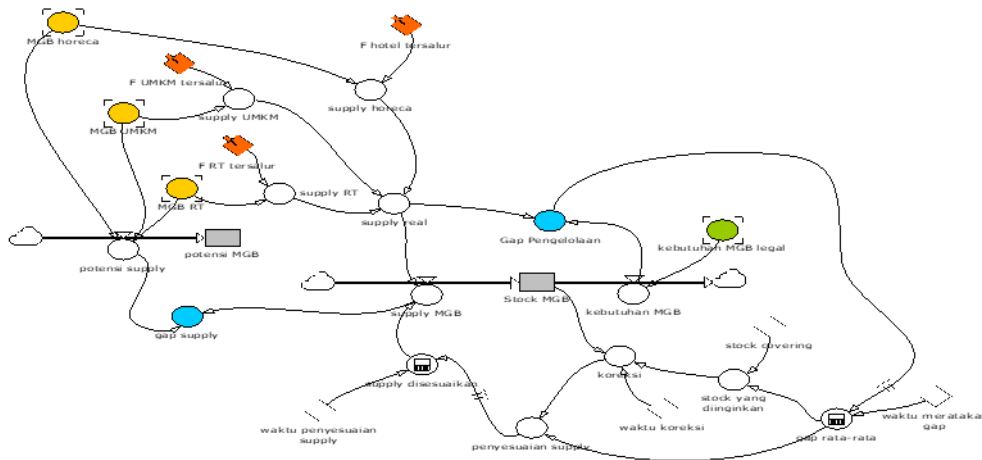 MGB horeca
F hotel tersalur
F UMKM tersalur
supply horeca
supply UMKM
MGB UMKM
F RT tersalur
supply RT
MGB RT
supply real
Gap Pengelolaan
kebutuhan MGB legal
potensi supply
potensi MGB
Stock MGB
supply MGB
kebutuhan MGB
gap supply
stock covering
koreksi
supply disesuaikan
stock yang
diinginkan
waktu merataka
gap
waktu penyesuaian
supply
waktu koreksi
gap rata-rata
penyesuaian supply